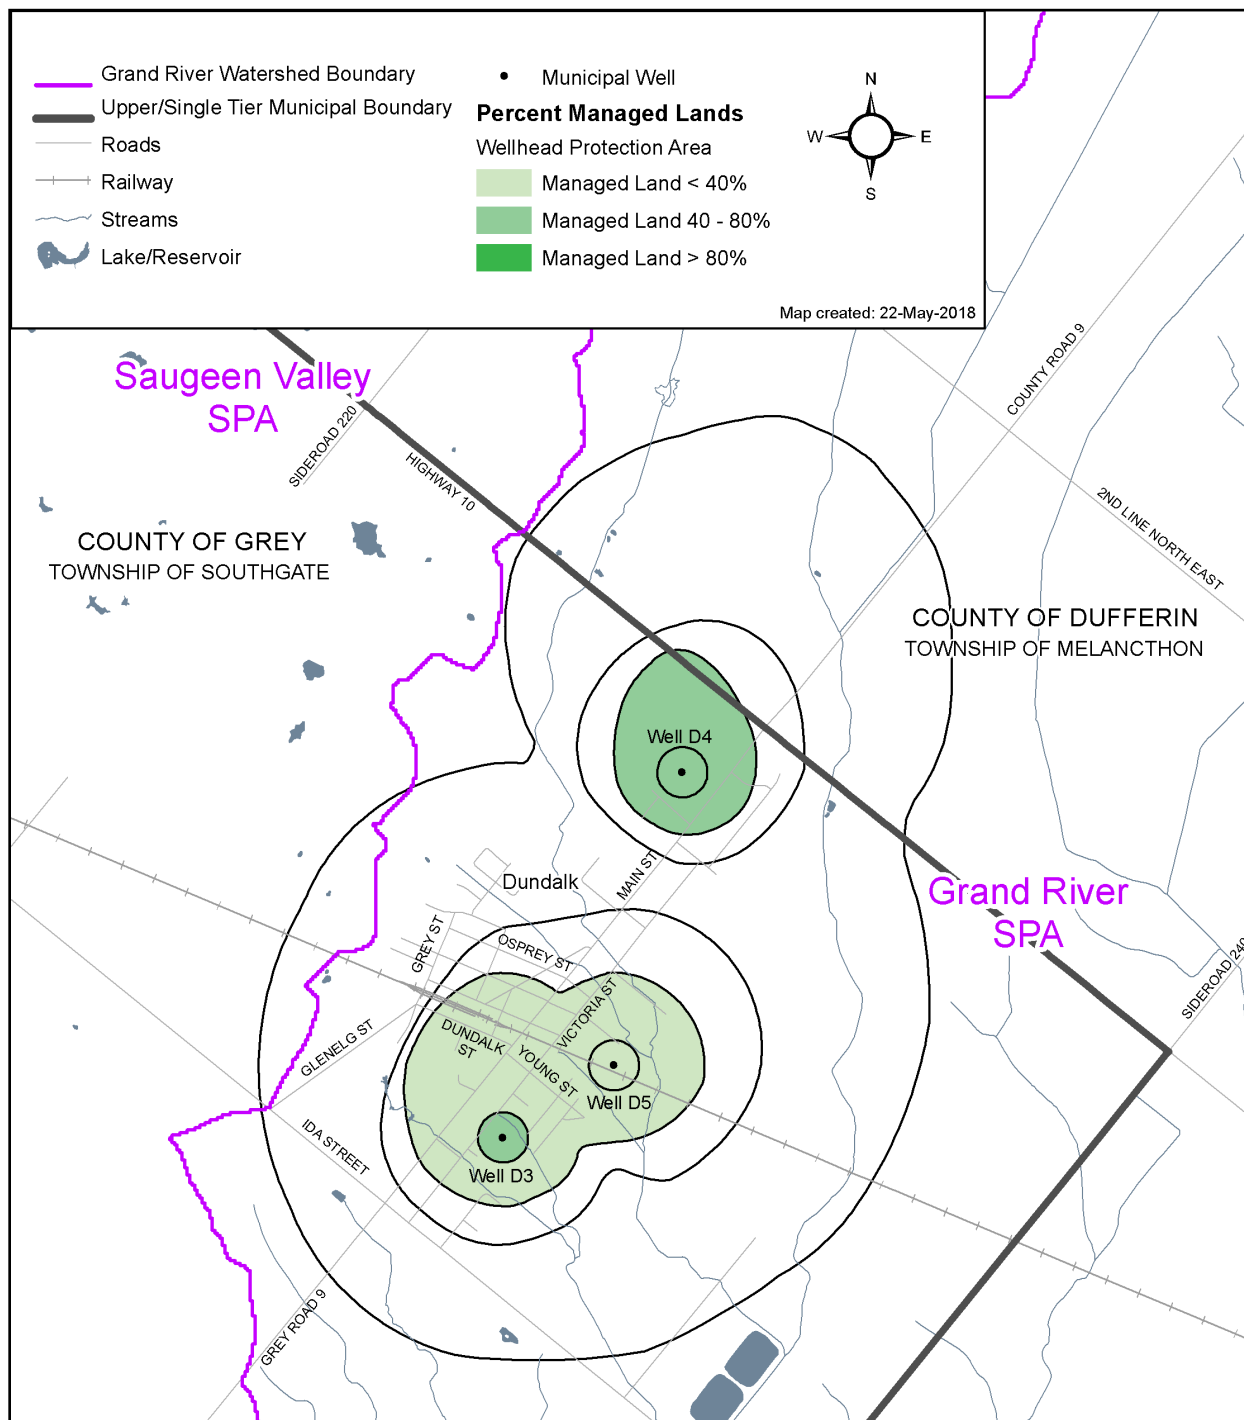 Grand River Watershed Boundary
Upper/Single Tier Municipal Boundary
Roads
Railway
Streams
Lake/Reservoir
Municipal Well
Percent Managed Lands
Wellhead Protection Area
Managed Land < 40%
Managed Land 40 - 80%
Managed Land > 80%
N
W
E
S
Map created: 22-May-2018
Saugeen Valley
SPA
SIDEROAD 220
HIGHWAY 10
COUNTY ROAD 9
2ND LINE NORTH EAST
COUNTY OF GREY
TOWNSHIP OF SOUTHGATE
COUNTY OF DUFFERIN
TOWNSHIP OF MELANCTHON
Well D4
Dundalk
MAIN ST
Grand River
SPA
SIDEROAD 240
GREY ST
OSPREY ST
VICTORIA ST
DUNDALK
ST
YOUNG ST
GLENELG ST
Well D5
IDA STREET
Well D3
GREY ROAD 9